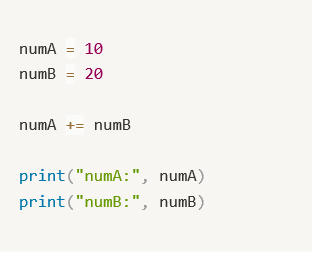 numA = 10
numB = 20
numA += numB
print("numA:", numA)
print("numB:", numB)